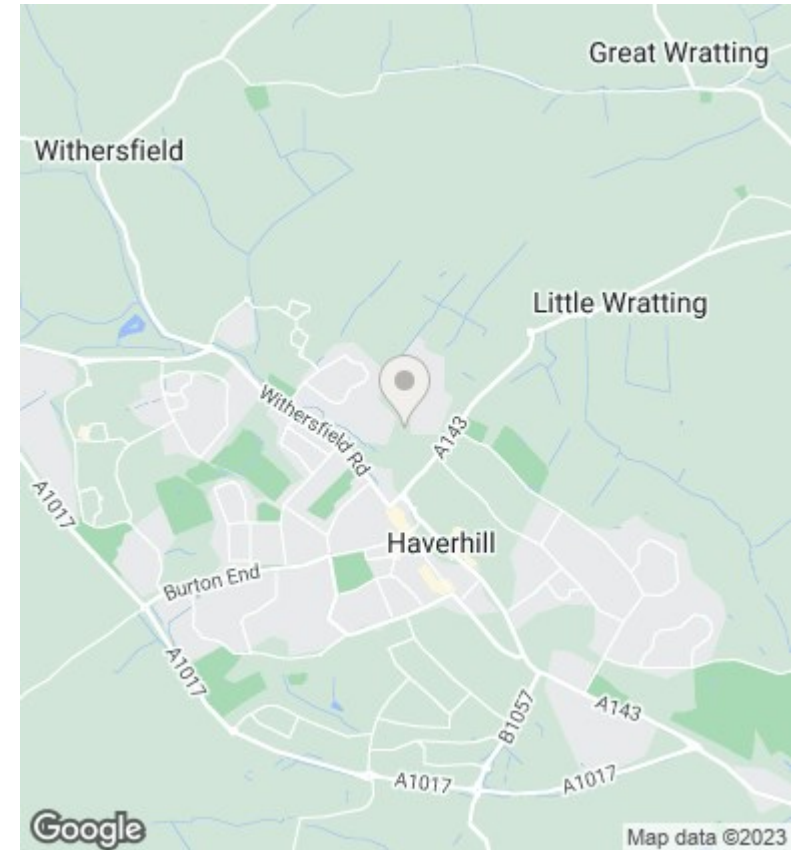 Great Wratting
Withersfield
Little Wratting
Withersfield Rd
A143
A1017
Haverhill
Burton End
A1017
A143
B1057
A1017
A1017
Google
Map data ©2023